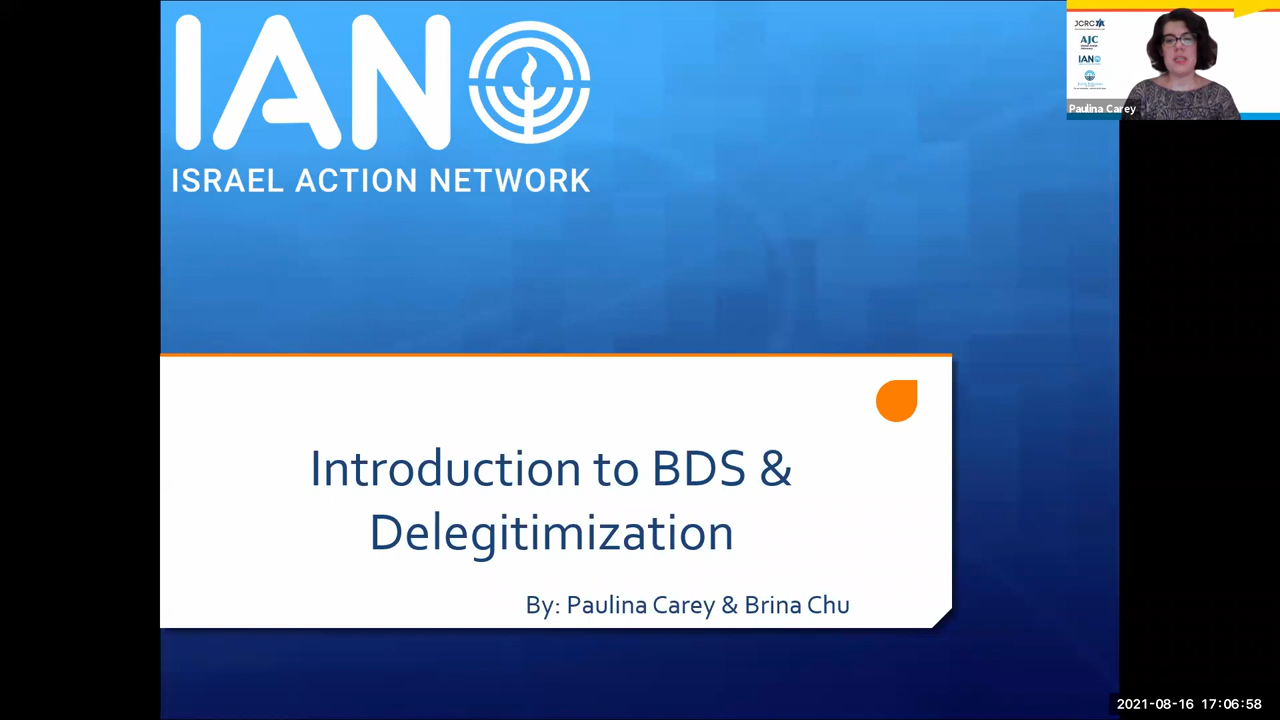 IAN
ISRAEL ACTION NETWORK
JCRC
AJC
IAN
Paulina Carey
Introduction to BDS &
Delegitimization
By: Paulina Carey & Brina Chu
2021-08-16 17:06:58